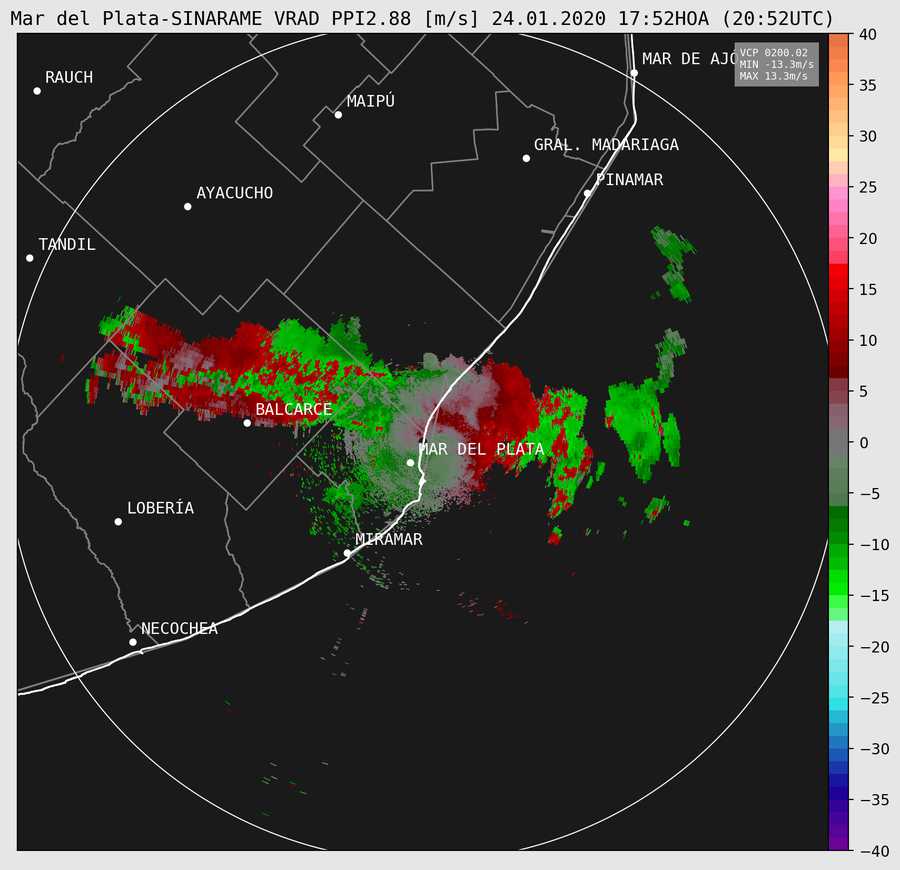 Mar del Plata-SINARAME VRAD PPI2.88 [m/s] 24.01.2020 17:52HOA (20:52UTC)
MAR DE AJÓ
VCP 0200.02
MIN -13.3m/s
MAX 13.3m/s
RAUCH
MAIPÚ
GRAL. MADARIAGA
PINAMAR
AYACUCHO
TANDIL
BALCARCE
MAR DEL PLATA
LOBERÍA
MIRAMAR
NECOCHEA
40
35
30
25
20
15
10
5
0
−5
−10
−15
−20
−25
−30
−35
−40